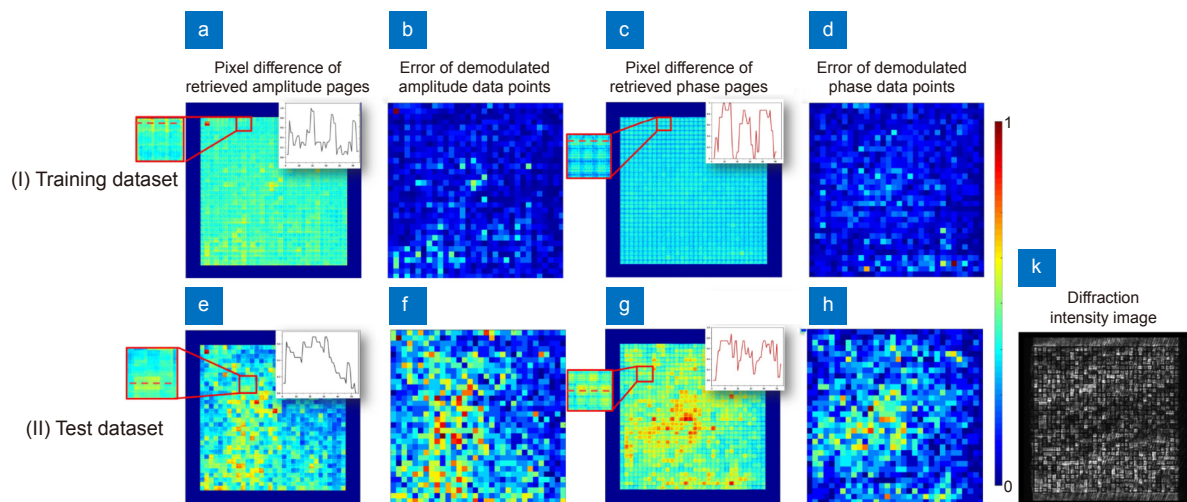 a
b
c
d
Pixel difference of
retrieved amplitude pages
Error of demodulated
amplitude data points
Pixel difference of
retrieved phase pages
Error of demodulated
phase data points
1
(I) Training dataset
k
Diffraction
intensity image
e
f
g
h
(II) Test dataset
0